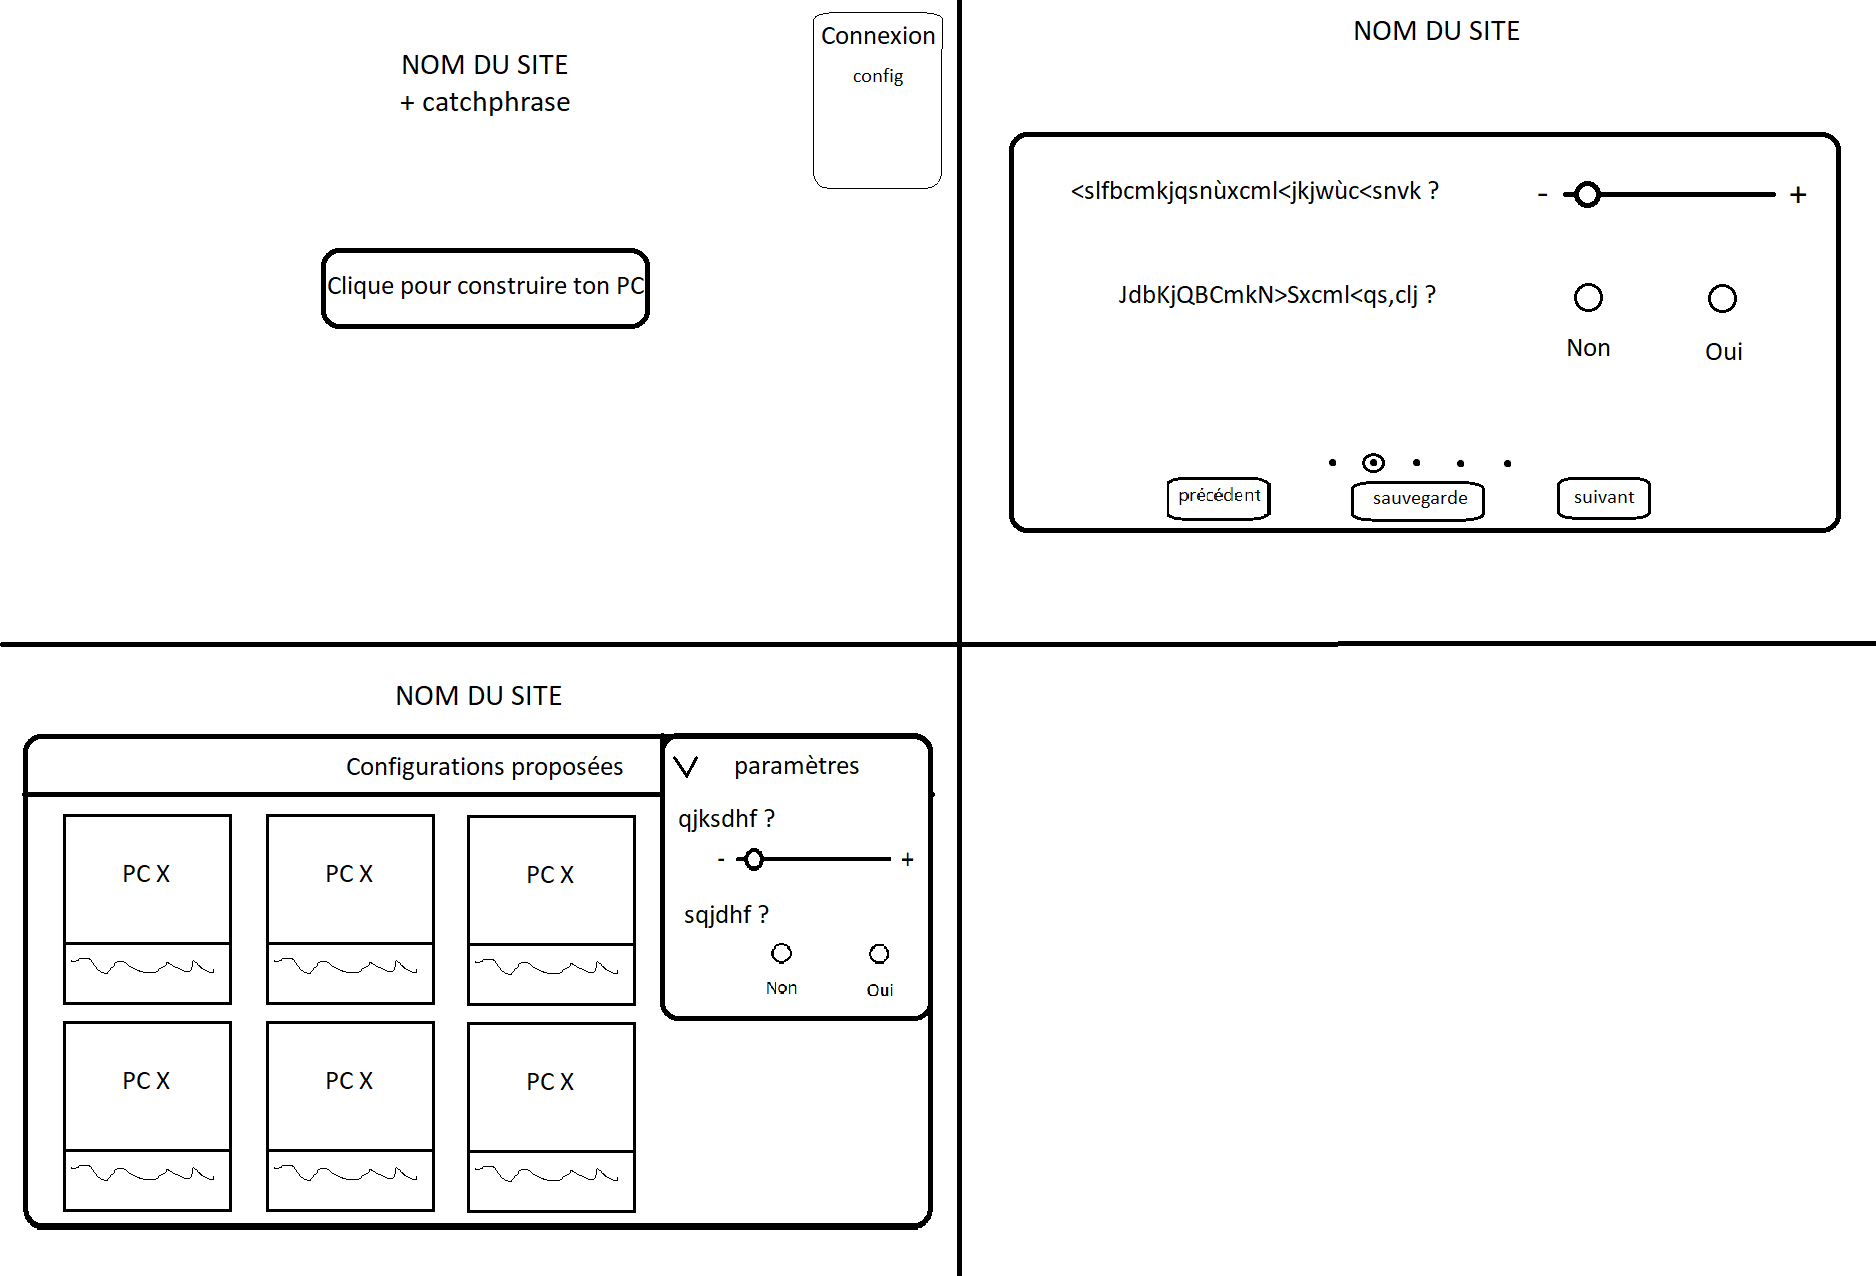 NOM DU SITE
+ catchphrase
Connexion
config
Clique pour construire ton PC
NOM DU SITE
<slfbcmkjqsnùxcml<jkjwùc<snvk ?
- +
JdbKjQBCmkN>Sxcml<qs,clj ?
Non Oui
précédent sauvegarde suivant
NOM DU SITE
Configurations proposées
paramètres
qjksdhf ?
- +
sqjdhf ?
Non Oui
PC X PC X PC X
PC X PC X PC X